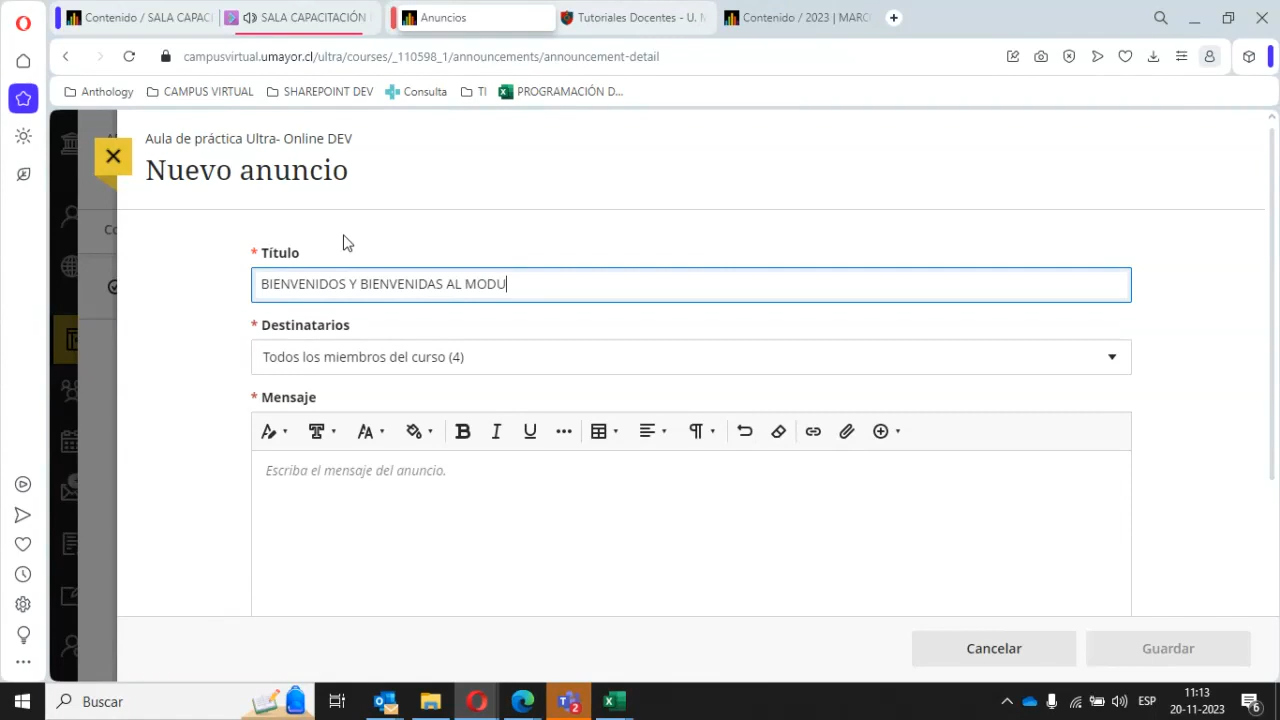 Contenido / SALA CAPACI
SALA CAPACITACIÓN
Anuncios
Tutoriales Docentes - U. M
Contenido / 2023 | MARC
campusvirtual.umayor.cl/ultra/courses/_110598_1/announcements/announcement-detail
Anthology
CAMPUS VIRTUAL
SHAREPOINT DEV
Consulta
TI
PROGRAMACIÓN D...
Aula de práctica Ultra- Online DEV
Nuevo anuncio
* Título
BIENVENIDOS Y BIENVENIDAS AL MODU
* Destinatarios
Todos los miembros del curso (4)
* Mensaje
Escriba el mensaje del anuncio.
Cancelar
Guardar
Buscar
ESP
11:13
20-11-2023